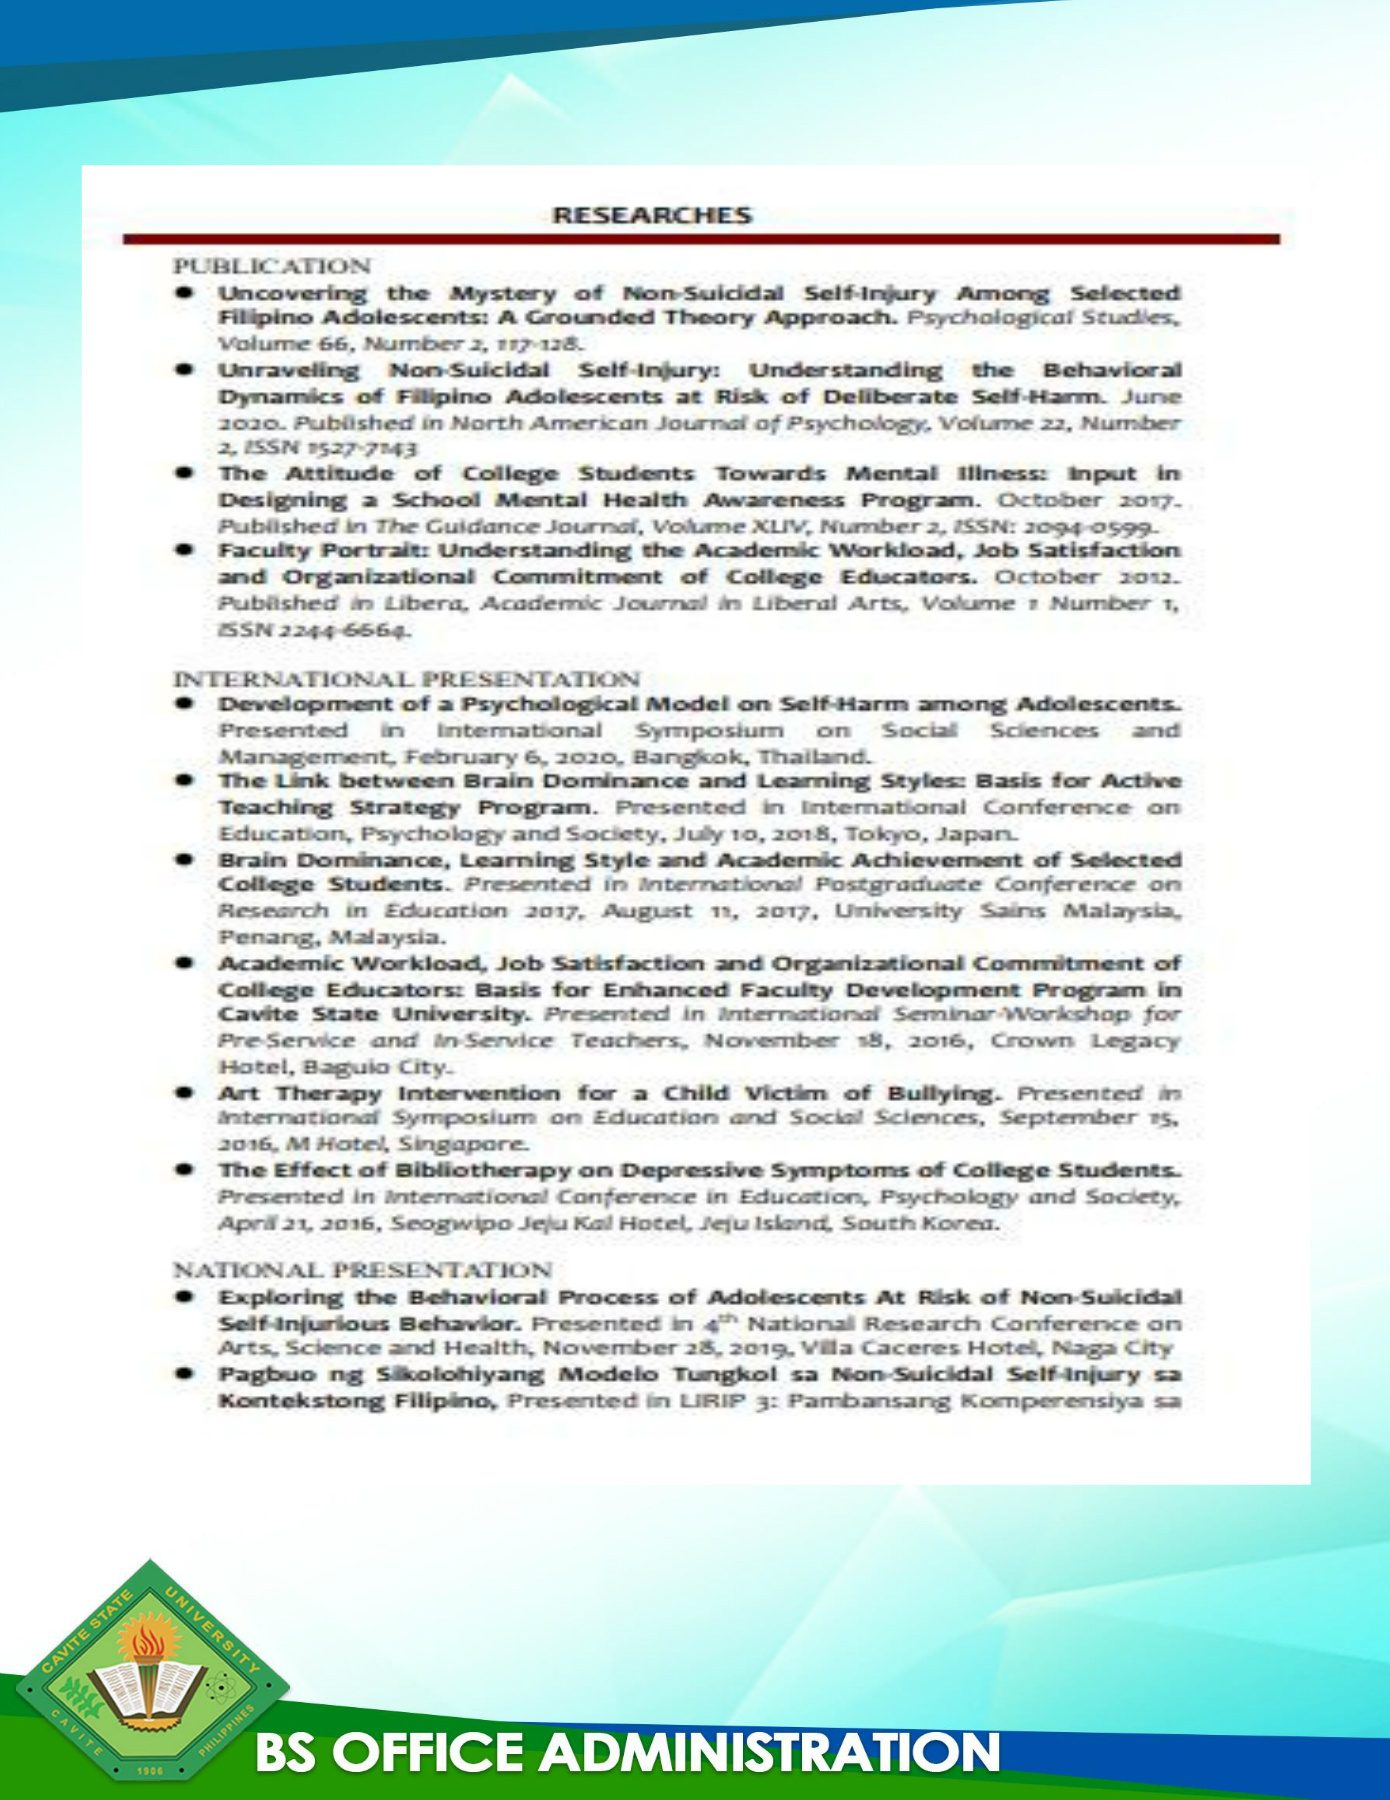 RESEARCHES
PUBLICATION
● Uncovering the Mystery of Non-Suicidal Self-Injury Among Selected
Filipino Adolescents: A Grounded Theory Approach. Psychological Studies,
Volume 66, Number 2, 117-128.
● Unraveling Non-Suicidal Self-Injury: Understanding the Behavioral
Dynamics of Filipino Adolescents at Risk of Deliberate Self-Harm. June
2020. Published in North American Journal of Psychology, Volume 22, Number
2, ISSN 1527-7143
● The Attitude of College Students Towards Mental Illness: Input in
Designing a School Mental Health Awareness Program. October 2017.
Published in The Guidance Journal, Volume XLIV, Number 2, ISSN: 2094-0599.
● Faculty Portrait: Understanding the Academic Workload, Job Satisfaction
and Organizational Commitment of College Educators. October 2012.
Published in Libera, Academic Journal in Liberal Arts, Volume 1 Number 1,
ISSN 2244-6664.
INTERNATIONAL PRESENTATION
● Development of a Psychological Model on Self-Harm among Adolescents.
Presented in International Symposium on Social Sciences and
Management, February 6, 2020, Bangkok, Thailand.
● The Link between Brain Dominance and Learning Styles: Basis for Active
Teaching Strategy Program. Presented in International Conference on
Education, Psychology and Society, July 10, 2018, Tokyo, Japan.
● Brain Dominance, Learning Style and Academic Achievement of Selected
College Students. Presented in International Postgraduate Conference on
Research in Education 2017, August 11, 2017, University Sains Malaysia,
Penang, Malaysia.
● Academic Workload, Job Satisfaction and Organizational Commitment of
College Educators: Basis for Enhanced Faculty Development Program in
Cavite State University. Presented in International Seminar-Workshop for
Pre-Service and In-Service Teachers, November 18, 2016, Crown Legacy
Hotel, Baguio City.
● Art Therapy Intervention for a Child Victim of Bullying. Presented in
International Symposium on Education and Social Sciences, September 15,
2016, M Hotel, Singapore.
● The Effect of Bibliotherapy on Depressive Symptoms of College Students.
Presented in International Conference in Education, Psychology and Society,
April 21, 2016, Seogwipo Jeju Kal Hotel, Jeju Island, South Korea.
NATIONAL PRESENTATION
● Exploring the Behavioral Process of Adolescents At Risk of Non-Suicidal
Self-Injurious Behavior. Presented in 4th National Research Conference on
Arts, Science and Health, November 28, 2019, Villa Caceres Hotel, Naga City
● Pagbuo ng Sikolohiyang Modelo Tungkol sa Non-Suicidal Self-Injury sa
Kontekstong Filipino, Presented in LIRIP 3: Pambansang Komperensiya sa
CAVITE STATE UNIVERSITY
CAVITE PHILIPPINES
1906
BS OFFICE ADMINISTRATION